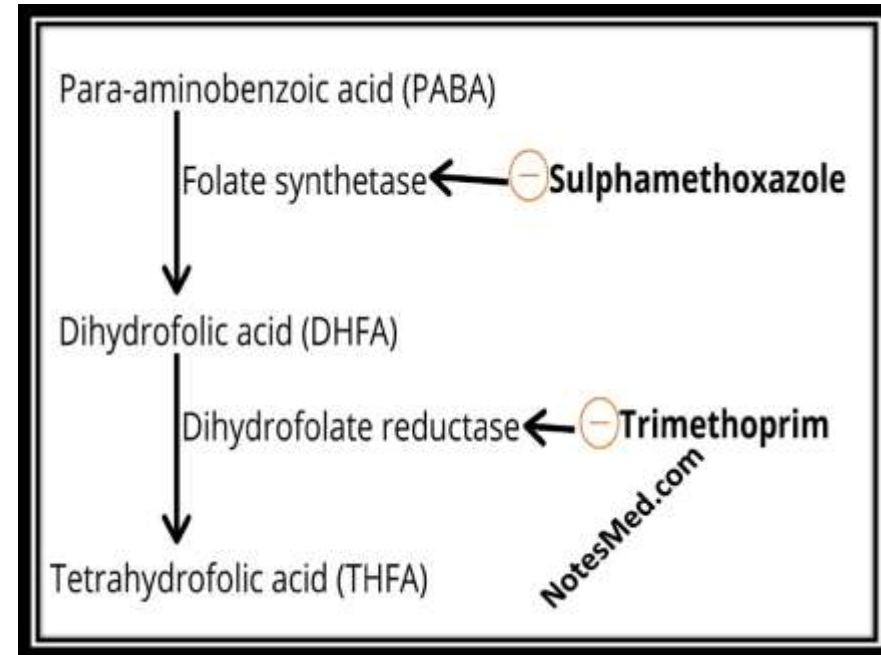 Para-aminobenzoic acid (PABA)
Folate synthetase
Sulphamethoxazole
Dihydrofolic acid (DHFA)
Dihydrofolate reductase
Trimethoprim
NotesMed.com
Tetrahydrofolic acid (THFA)